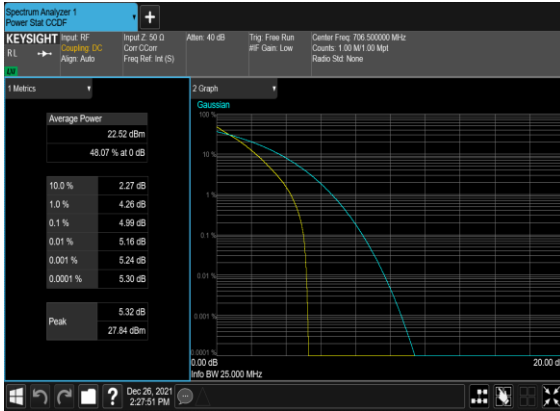 Spectrum Analyzer 1
Power Stat CCDF
KEYSIGHT
RL
Input: RF
Coupling: DC
Align: Auto
Input Z: 50 Ω
Corr CCorr
Freq Ref: Int (S)
Atten: 40 dB
Trig: Free Run
#IF Gain: Low
Center Freq: 706.500000 MHz
Counts: 1.00 M/1.00 Mpt
Radio Std: None
1 Metrics
Average Power
22.52 dBm
48.07 % at 0 dB
10.0 % 2.27 dB
1.0 % 4.26 dB
0.1 % 4.99 dB
0.01 % 5.16 dB
0.001 % 5.24 dB
0.0001 % 5.30 dB
Peak
5.32 dB
27.84 dBm
2 Graph
Gaussian
100 %
10 %
1 %
0.1 %
0.01 %
0.001 %
0.0001 %
0.00 dB
20.00 d
Info BW 25.000 MHz
?
Dec 26, 2021
2:27:51 PM